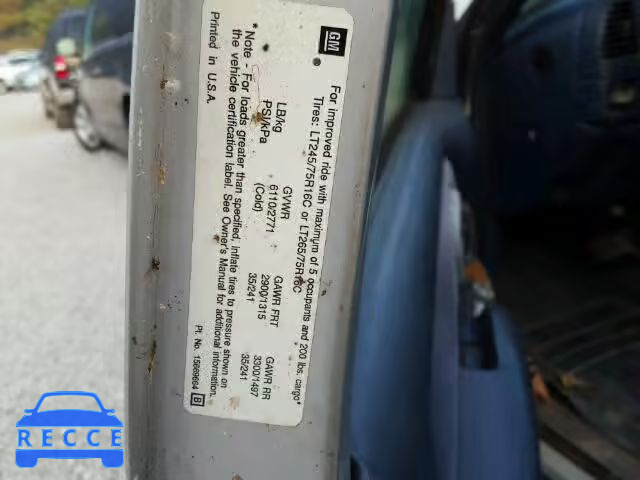 GM
For improved ride with maximum of 5 occupants and 200 lbs. cargo*
Tires: LT245/75R16C or LT265/75R16C
GVWR GAWR FRT GAWR RR
LB/kg 6110/2771 2900/1315 3300/1497
PSI/kPa (Cold) 35/241 35/241
*Note - For loads greater than specified, inflate tires to pressure shown on
the vehicle certification label. See Owner's Manual for additional information.
Printed in U.S.A. Pt. No. 15669664 B
RECCE